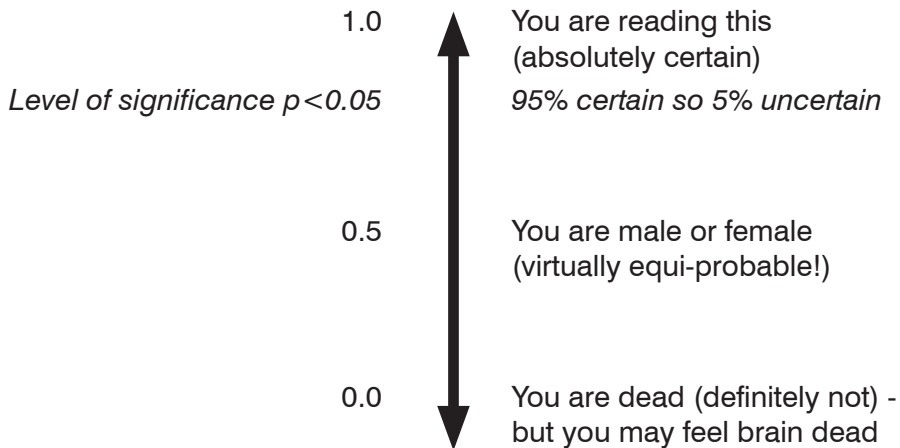 1.0 You are reading this
(absolutely certain)
Level of significance p<0.05 95% certain so 5% uncertain
0.5 You are male or female
(virtually equi-probable!)
0.0 You are dead (definitely not) -
but you may feel brain dead